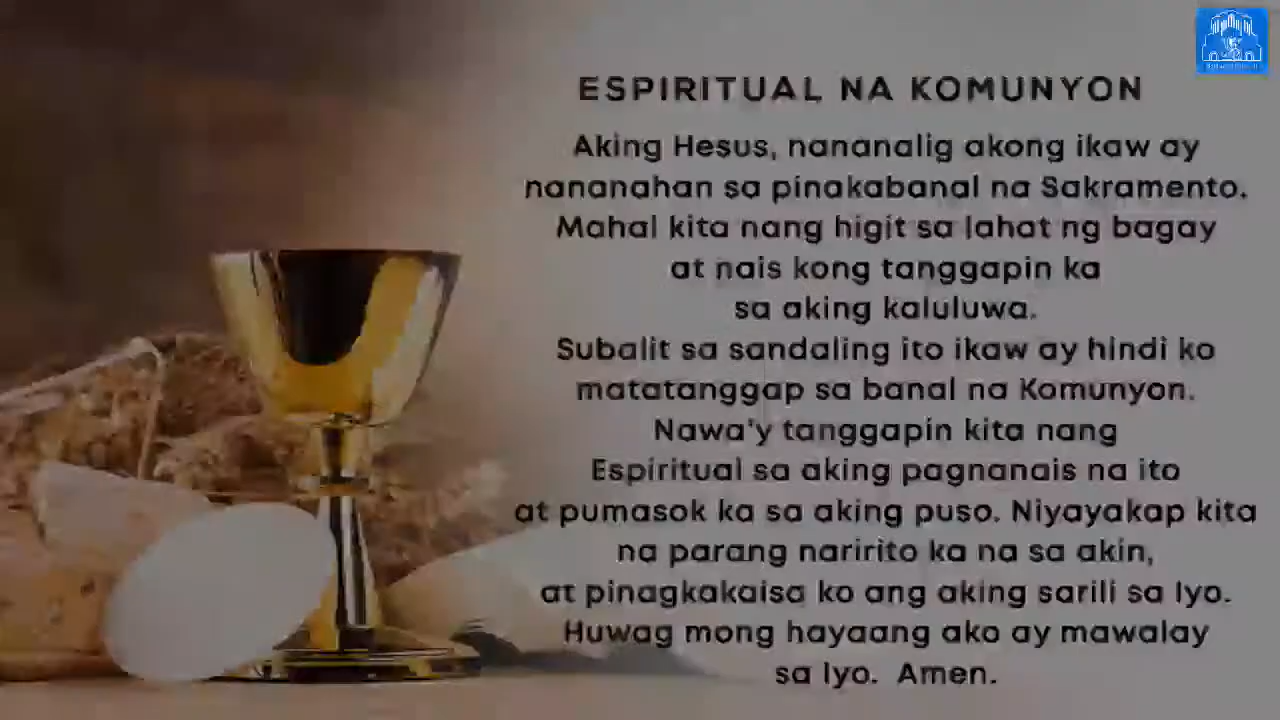 ESPIRITUAL NA KOMUNYON
Aking Hesus, nananalig akong ikaw ay
nananahan sa pinakabanal na Sakramento.
Mahal kita nang higit sa lahat ng bagay
at nais kong tanggapin ka
sa aking kaluluwa.
Subalit sa sandaling ito ikaw ay hindi ko
matatanggap sa banal na Komunyon.
Nawa'y tanggapin kita nang
Espiritual sa aking pagnanais na ito
at pumasok ka sa aking puso. Niyayakap kita
na parang naririto ka na sa akin,
at pinagkakaisa ko ang aking sarili sa Iyo.
Huwag mong hayaang ako ay mawalay
sa Iyo. Amen.